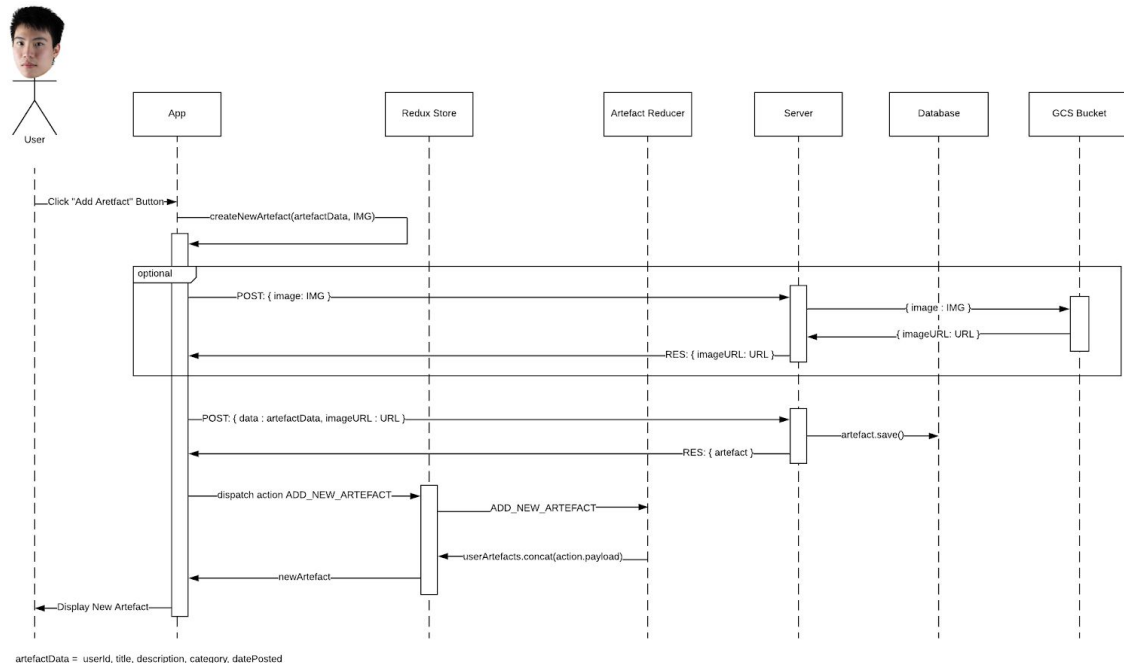 User
App
Redux Store
Artefact Reducer
Server
Database
GCS Bucket
Click "Add Aretfact" Button
createNewArtefact(artefactData, IMG)
optional
POST: { image: IMG }
{ image : IMG }
{ imageURL: URL }
RES: { imageURL: URL }
POST: { data : artefactData, imageURL : URL }
artefact.save()
RES: { artefact }
dispatch action ADD_NEW_ARTEFACT
ADD_NEW_ARTEFACT
userArtefacts.concat(action.payload)
newArtefact
Display New Artefact
artefactData = userId, title, description, category, datePosted